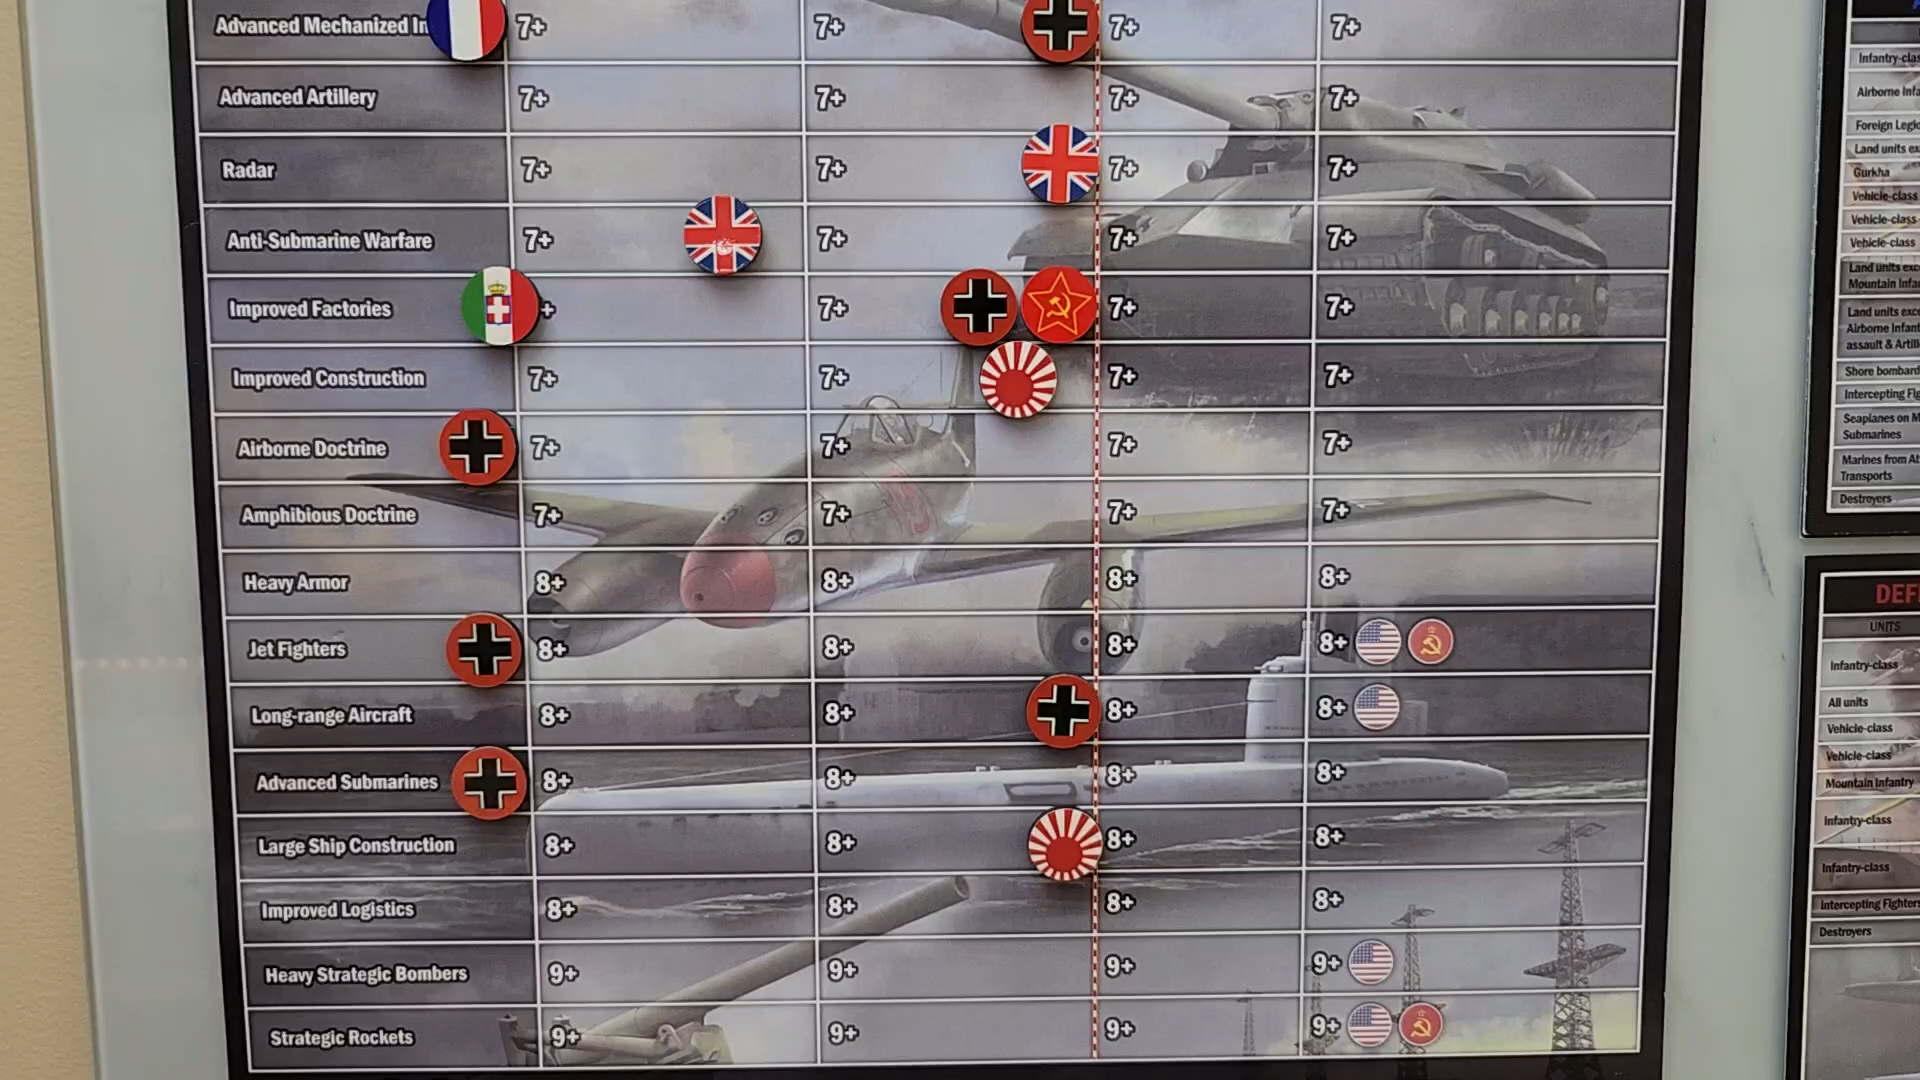 Advanced Mechanized In 7+ 7+ 7+ 7+
Advanced Artillery 7+ 7+ 7+ 7+
Radar 7+ 7+ 7+ 7+
Anti-Submarine Warfare 7+ 7+ 7+ 7+
Improved Factories + 7+ 7+ 7+
Improved Construction 7+ 7+ 7+ 7+
Airborne Doctrine 7+ 7+ 7+ 7+
Amphibious Doctrine 7+ 7+ 7+ 7+
Heavy Armor 8+ 8+ 8+ 8+
Jet Fighters 8+ 8+ 8+ 8+
Long-range Aircraft 8+ 8+ 8+ 8+
Advanced Submarines 8+ 8+ 8+ 8+
Large Ship Construction 8+ 8+ 8+ 8+
Improved Logistics 8+ 8+ 8+ 8+
Heavy Strategic Bombers 9+ 9+ 9+ 9+
Strategic Rockets 9+ 9+ 9+ 9+
Infantry-clas
Airborne Infa
Foreign Legio
Land units ex
Gurkha
Vehicle-class
Vehicle-class
Vehicle-class
Land units exc
Mountain Infa
Land units exc
Airborne Infant
assault & Artill
Shore bombard
Intercepting Fig
Seaplanes on M
Submarines
Marines from At
Transports
Destroyers
DEF
UNITS
Infantry-class
All units
Vehicle-class
Vehicle-class
Mountain Infantry
Infantry-class
Infantry-class
Intercepting Fighters
Destroyers